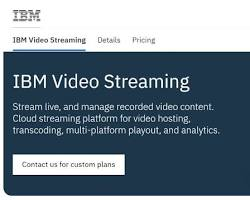 IBM
IBM Video Streaming Details Pricing
IBM Video Streaming
Stream live, and manage recorded video content.
Cloud streaming platform for video hosting,
transcoding, multi-platform playout, and analytics.
Contact us for custom plans